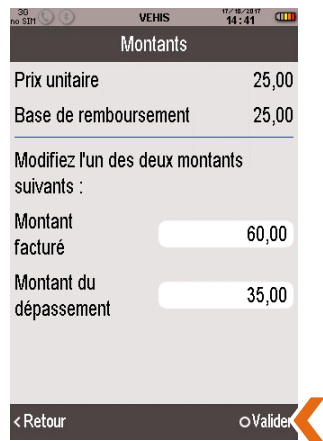 3G
no SIM
VEHIS
17/10/2017
14:41
Montants
Prix unitaire 25,00
Base de remboursement 25,00
Modifiez l'un des deux montants
suivants :
Montant
facturé
60,00
Montant du
dépassement
35,00
< Retour
Valider